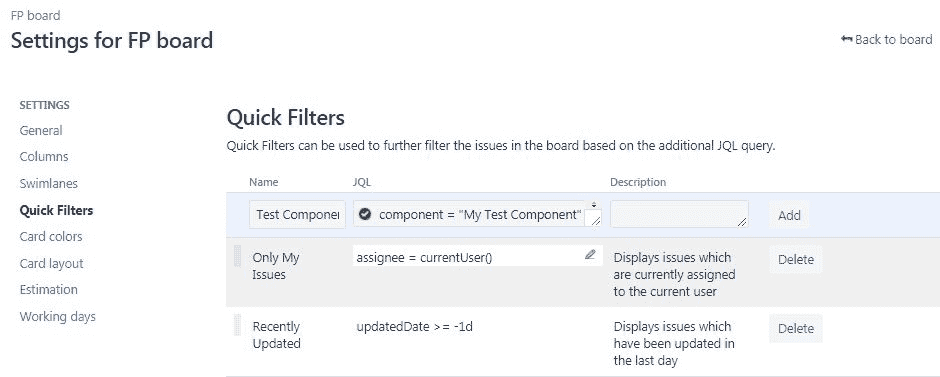 FP board
Settings for FP board
Back to board
SETTINGS
General
Columns
Swimlanes
Quick Filters
Card colors
Card layout
Estimation
Working days
Quick Filters
Quick Filters can be used to further filter the issues in the board based on the additional JQL query.
Name JQL Description
Test Componer component = "My Test Component" Add
Only My
Issues
assignee = currentUser()
Displays issues which
are currently assigned
to the current user
Delete
Recently
Updated
updatedDate >= -1d
Displays issues which
have been updated in
the last day
Delete